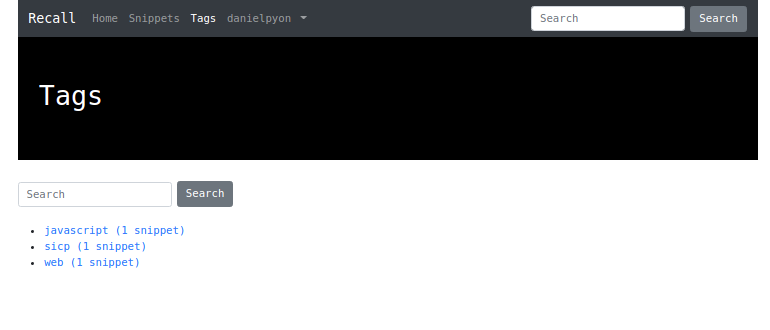 Recall Home Snippets Tags danielpyon Search Search
Tags
Search Search
javascript (1 snippet)
sicp (1 snippet)
web (1 snippet)